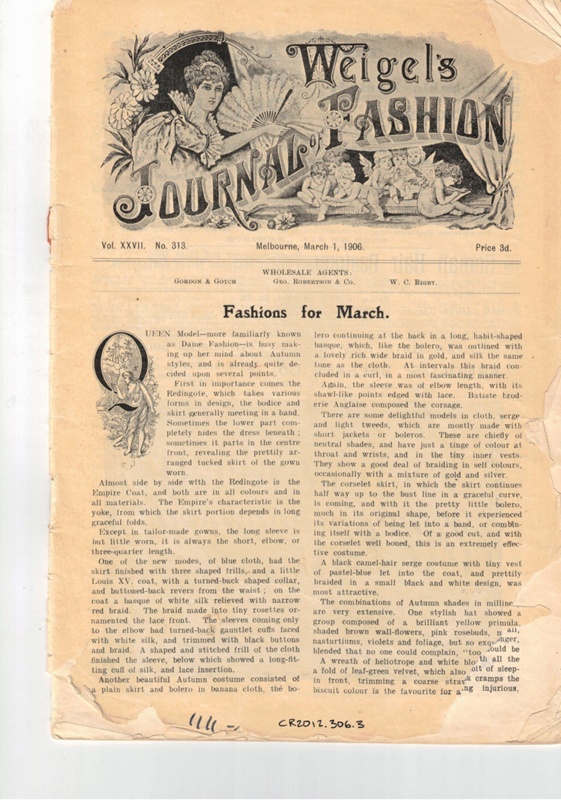 Weigel's
JOURNAL of FASHION
Vol. XXVII. No. 313. Melbourne, March 1, 1906. Price 3d.
WHOLESALE AGENTS:
GORDON & GOTCH GEO. ROBERTSON & CO. W. C. RIGBY.
Fashions for March.
QUEEN Model—more familiarly known
as Dame Fashion—is busy mak-
ing up her mind about Autumn
styles, and is already quite de-
cided upon several points.
First in importance comes the
Redingote, which takes various
forms in design, the bodice and
skirt generally meeting in a band.
Sometimes the lower part com-
pletely hides the dress beneath;
sometimes it parts in the centre
front, revealing the prettily ar-
ranged tucked skirt of the gown
worn.
Almost side by side with the Redingote is the
Empire Coat, and both are in all colours and in
all materials. The Empire's characteristic is the
yoke, from which the skirt portion depends in long
graceful folds.
Except in tailor-made gowns, the long sleeve is
but little worn, it is always the short, elbow, or
three-quarter length.
One of the new modes, of blue cloth, had the
skirt finished with three shaped frills, and a little
Louis XV. coat, with a turned-back shaped collar,
and buttoned-back revers from the waist; on the
coat a basque of white silk relieved with narrow
red braid. The braid made into tiny rosettes or-
namented the lace front. The sleeves coming only
to the elbow had turned-back gauntlet cuffs faced
with white silk, and trimmed with black buttons
and braid. A shaped and stitched frill of the cloth
finished the sleeve, below which showed a long-fit-
ting cuff of silk, and lace insertion.
Another beautiful Autumn costume consisted of
a plain skirt and bolero in banana cloth, the bo-
lero continuing at the back in a long, habit-shaped
basque, which, like the bolero, was outlined with
a lovely rich wide braid in gold, and silk the same
tone as the cloth. At intervals this braid con-
cluded in a curl, in a most fascinating manner.
Again, the sleeve was of elbow length, with its
shawl-like points edged with lace. Batiste brod-
erie Anglaise composed the corsage.
There are some delightful models in cloth, serge
and light tweeds, which are mostly made with
short jackets or boleros. These are chiefly of
neutral shades, and have just a tinge of colour at
throat and wrists, and in the tiny inner vests.
They show a good deal of braiding in self colours,
occasionally with a mixture of gold and silver.
The corselet skirt, in which the skirt continues
half way up to the bust line in a graceful curve,
is coming, and with it the pretty little bolero,
much in its original shape, before it experienced
its variations of being let into a band, or combin-
ing itself with a bodice. Of a good cut, and with
the corselet well boned, this is an extremely effec-
tive costume.
A black camel-hair serge costume with tiny vest
of pastel-blue let into the coat, and prettily
braided in a small black and white design, was
most attractive.
The combinations of Autumn shades in milline
are very extensive. One stylish hat showed a
group composed of a brilliant yellow primula,
shaded brown wall-flowers, pink rosebuds, n all,
nasturtiums, violets and foliage, but so exq nger,
blended that no one could complain, "too ould be
A wreath of heliotrope and white blo th all the
a fold of leaf-green velvet, which also oit of sleep-
in front, trimming a coarse straw k cramps the
biscuit colour is the favourite for a ng injurious,
CR2012.306.3